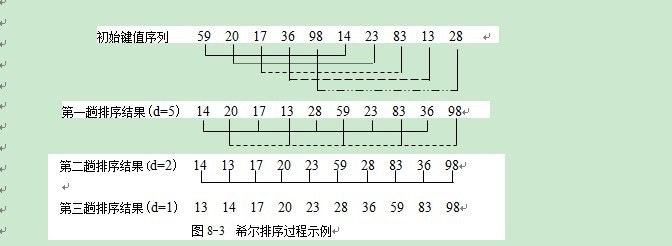 初始键值序列 59 20 17 36 98 14 23 83 13 28
第一趟排序结果(d=5) 14 20 17 13 28 59 23 83 36 98
第二趟排序结果(d=2) 14 13 17 20 23 59 28 83 36 98
第三趟排序结果(d=1) 13 14 17 20 23 28 36 59 83 98
图 8-3 希尔排序过程示例